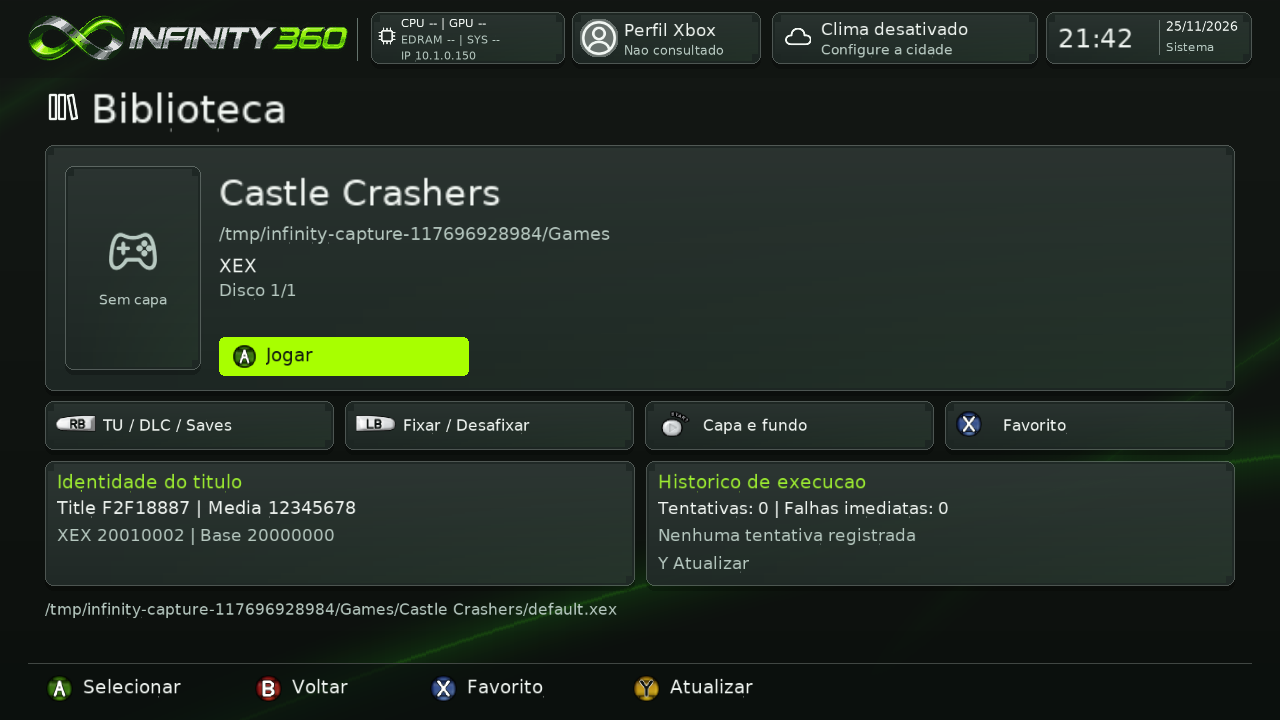 INFINITY 360
CPU -- | GPU --
EDRAM -- | SYS --
IP 10.1.0.150
Perfil Xbox
Nao consultado
Clima desativado
Configure a cidade
21:42
25/11/2026
Sistema
Biblioteca
Sem capa
Castle Crashers
/tmp/infinity-capture-117696928984/Games
XEX
Disco 1/1
A Jogar
RB TU / DLC / Saves
LB Fixar / Desafixar
START Capa e fundo
X Favorito
Identidade do titulo
Title F2F18887 | Media 12345678
XEX 20010002 | Base 20000000
Historico de execucao
Tentativas: 0 | Falhas imediatas: 0
Nenhuma tentativa registrada
Y Atualizar
/tmp/infinity-capture-117696928984/Games/Castle Crashers/default.xex
A Selecionar
B Voltar
X Favorito
Y Atualizar